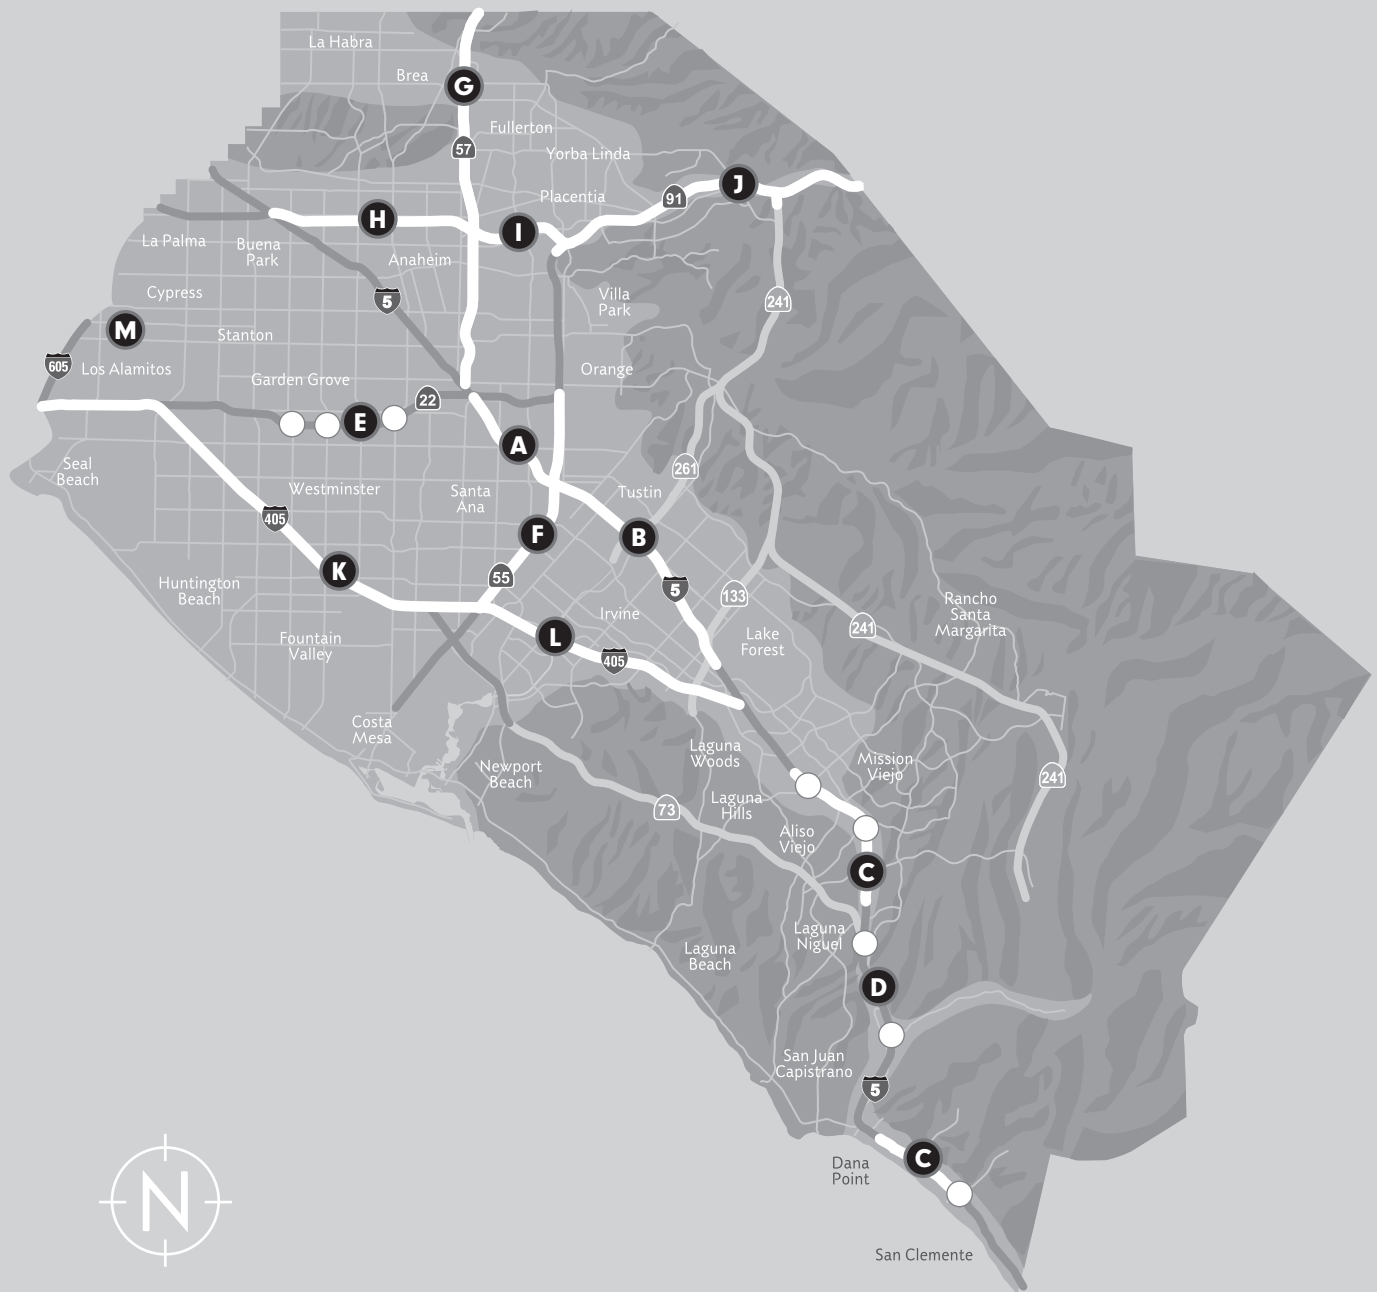 La Habra
Brea
G
Fullerton
57
Yorba Linda
J
Placentia
91
H
I
La Palma
Buena
Park
Anaheim
Cypress
5
Villa
Park
241
M
Stanton
605
Los Alamitos
Garden Grove
Orange
22
E
A
Seal
Beach
261
Westminster
Santa
Ana
Tustin
405
F
B
K
55
5
133
Huntington
Beach
Irvine
Rancho
Santa
Margarita
Fountain
Valley
L
405
Lake
Forest
241
Costa
Mesa
Laguna
Woods
Mission
Viejo
Newport
Beach
241
73
Laguna
Hills
Aliso
Viejo
C
Laguna
Niguel
Laguna
Beach
D
San Juan
Capistrano
5
C
Dana
Point
N
San Clemente